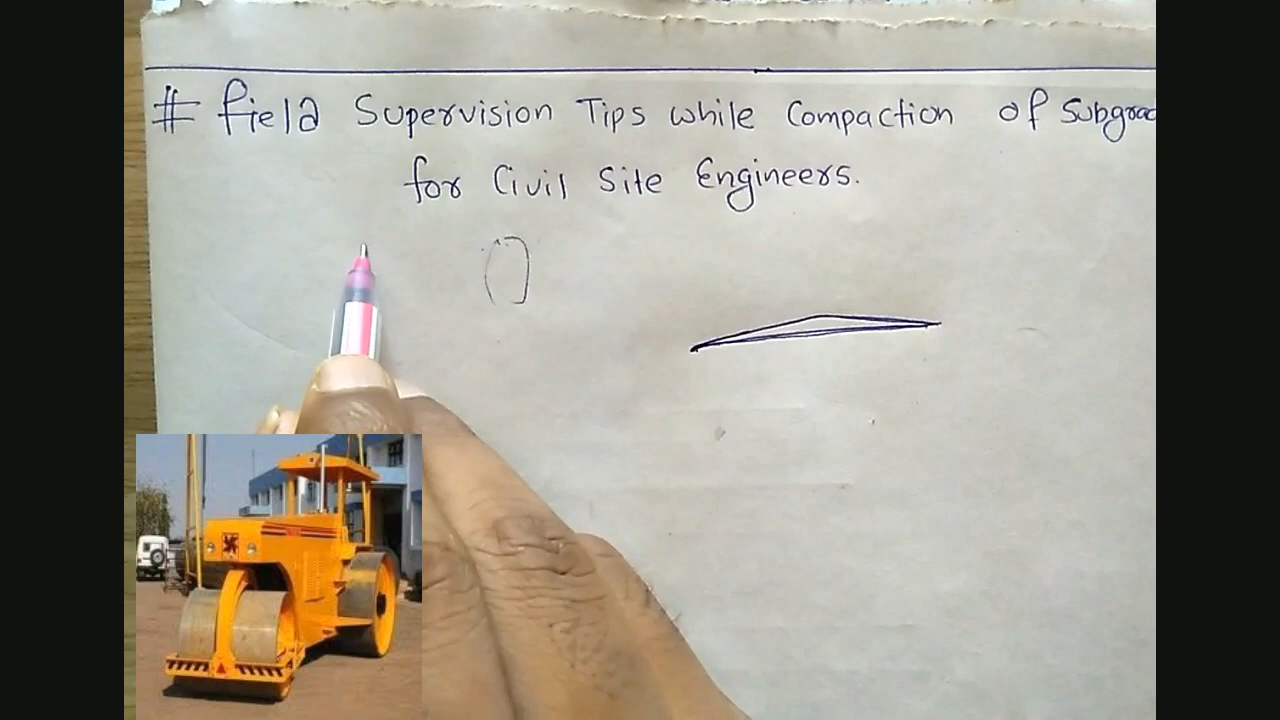 # Field Supervision Tips while Compaction of Subgrad
for Civil Site Engineers.